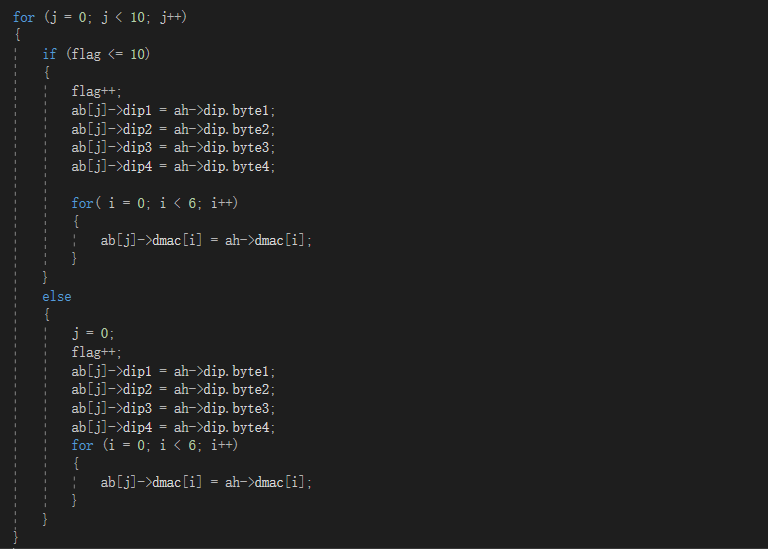 for (j = 0; j < 10; j++)
{
if (flag <= 10)
{
flag++;
ab[j]->dip1 = ah->dip.byte1;
ab[j]->dip2 = ah->dip.byte2;
ab[j]->dip3 = ah->dip.byte3;
ab[j]->dip4 = ah->dip.byte4;
for( i = 0; i < 6; i++)
{
ab[j]->dmac[i] = ah->dmac[i];
}
}
else
{
j = 0;
flag++;
ab[j]->dip1 = ah->dip.byte1;
ab[j]->dip2 = ah->dip.byte2;
ab[j]->dip3 = ah->dip.byte3;
ab[j]->dip4 = ah->dip.byte4;
for (i = 0; i < 6; i++)
{
ab[j]->dmac[i] = ah->dmac[i];
}
}
}